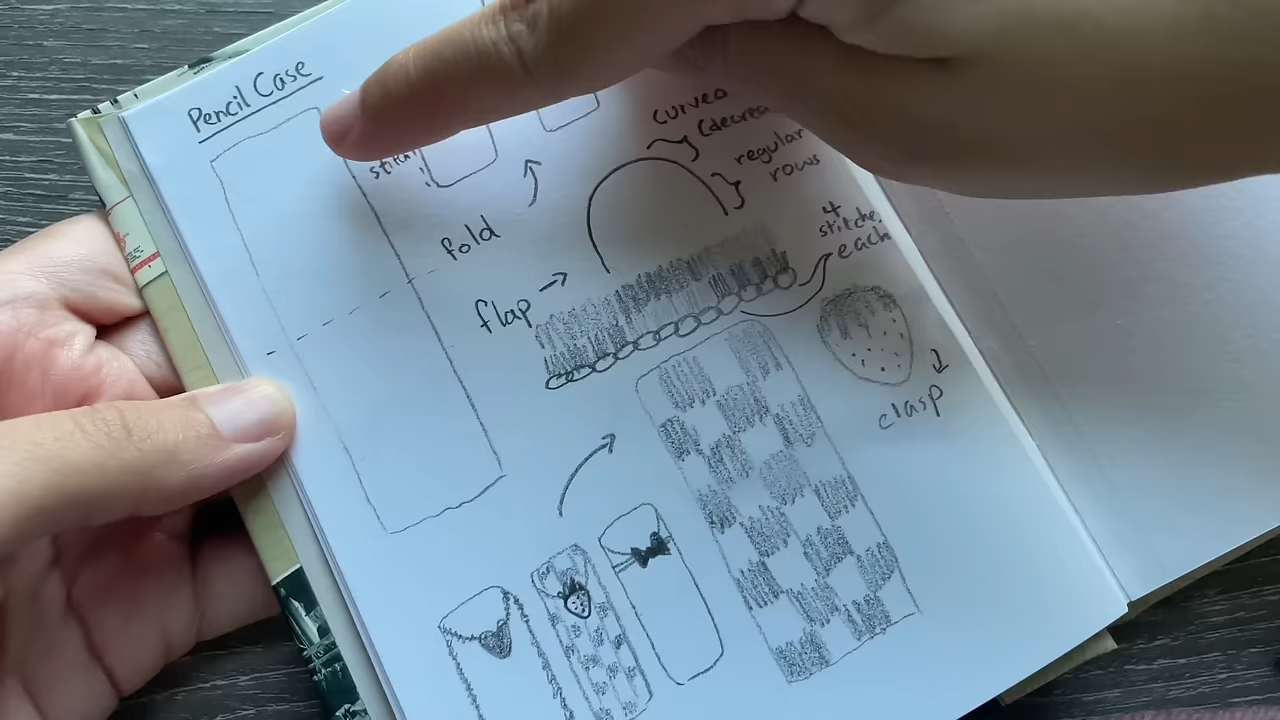 Pencil Case
fold
flap
curved
regular
rows
4
stitches
each
clasp